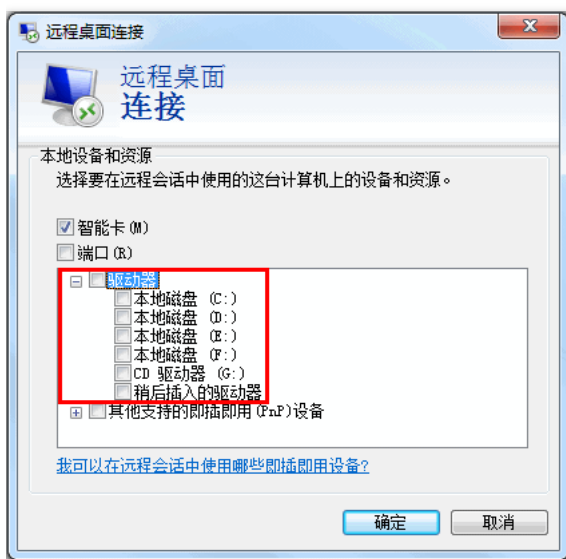 远程桌面连接
远程桌面
连接
本地设备和资源
选择要在远程会话中使用的这台计算机上的设备和资源。
智能卡(M)
端口(R)
驱动器
本地磁盘 (C:)
本地磁盘 (D:)
本地磁盘 (E:)
本地磁盘 (F:)
CD 驱动器 (G:)
稍后插入的驱动器
其他支持的即插即用(PnP)设备
我可以在远程会话中使用哪些即插即用设备?
确定 取消